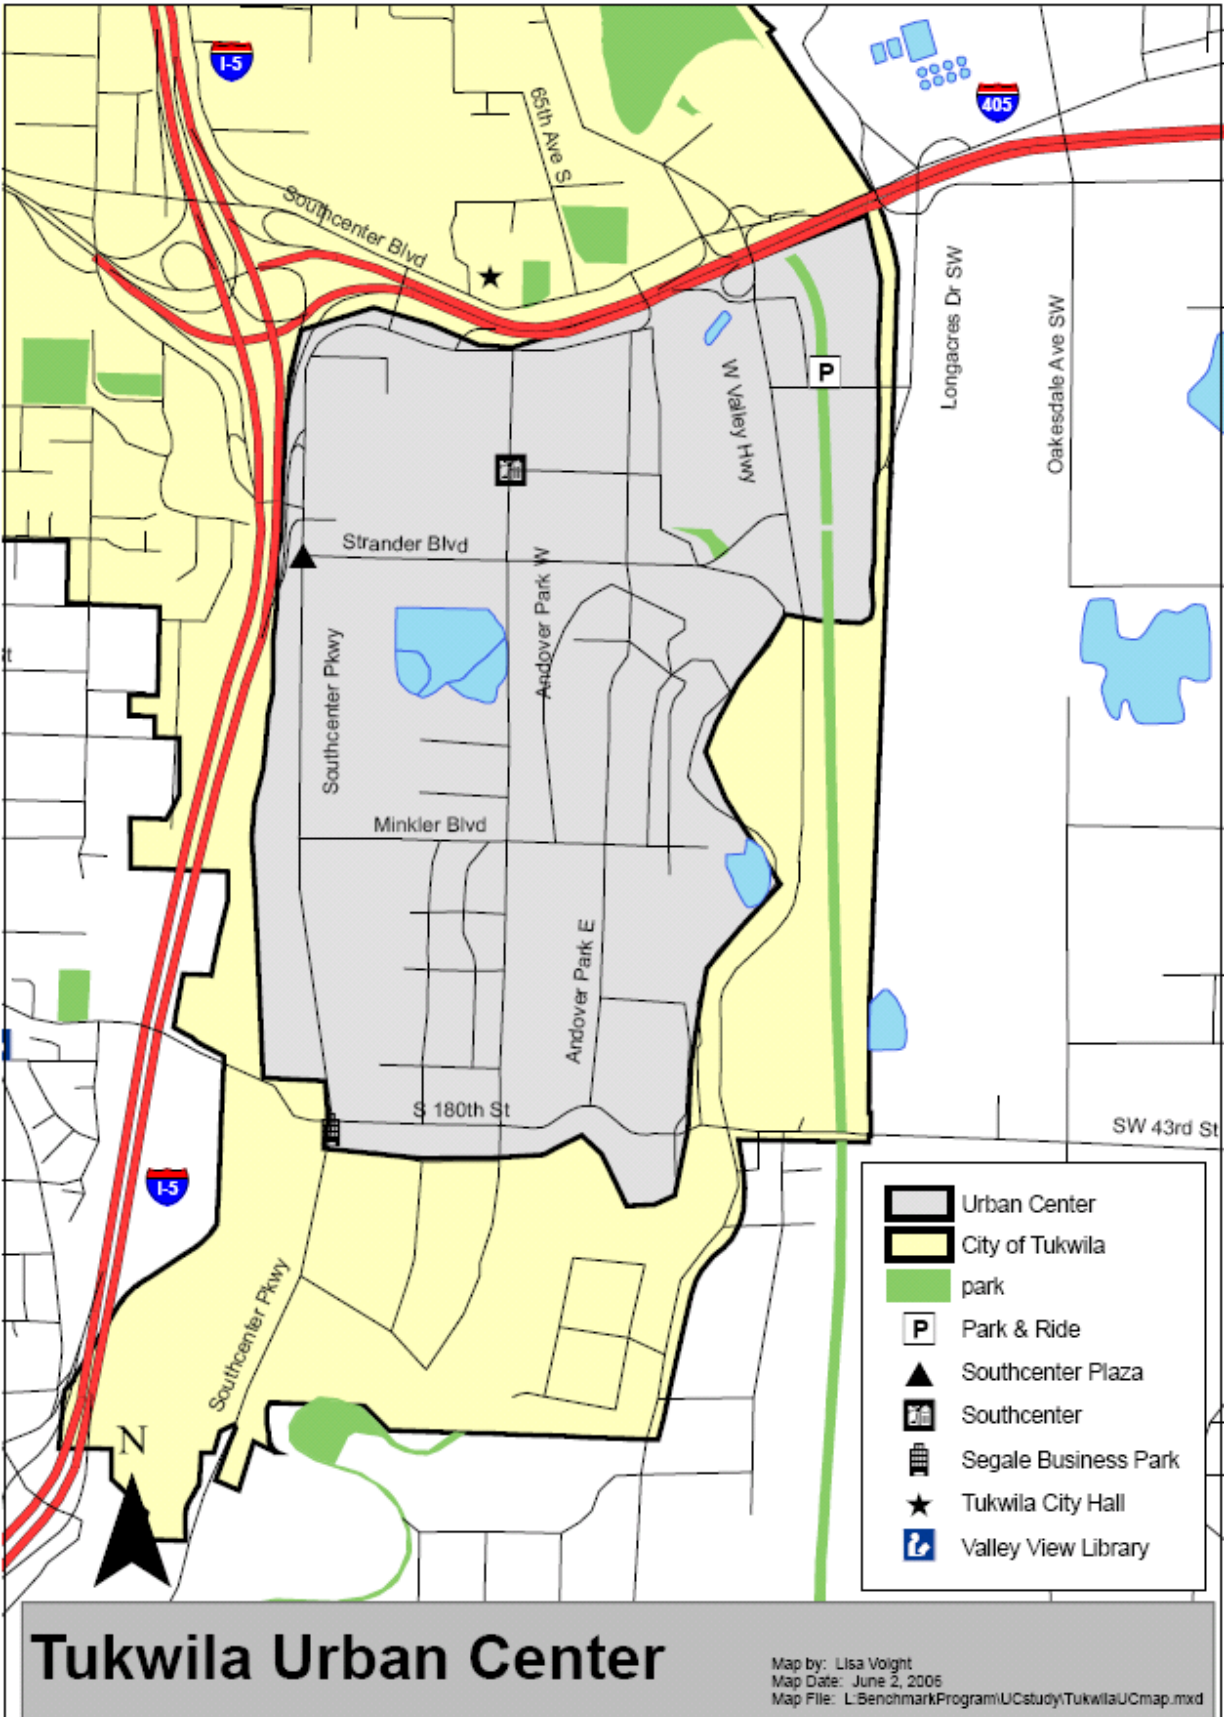 I-5
405
65th Ave S
Southcenter Blvd
Longacres Dr SW
Oakesdale Ave SW
P
W Valley Hwy
Strander Blvd
Andover Park W
Southcenter Pkwy
Minkler Blvd
Andover Park E
S 180th St
SW 43rd St
I-5
Southcenter Pkwy
N
Urban Center
City of Tukwila
park
P Park & Ride
Southcenter Plaza
Southcenter
Segale Business Park
Tukwila City Hall
Valley View Library
Tukwila Urban Center
Map by: Lisa Voight
Map Date: June 2, 2006
Map File: L:BenchmarkProgram\UCstudy\TukwilaUCmap.mxd